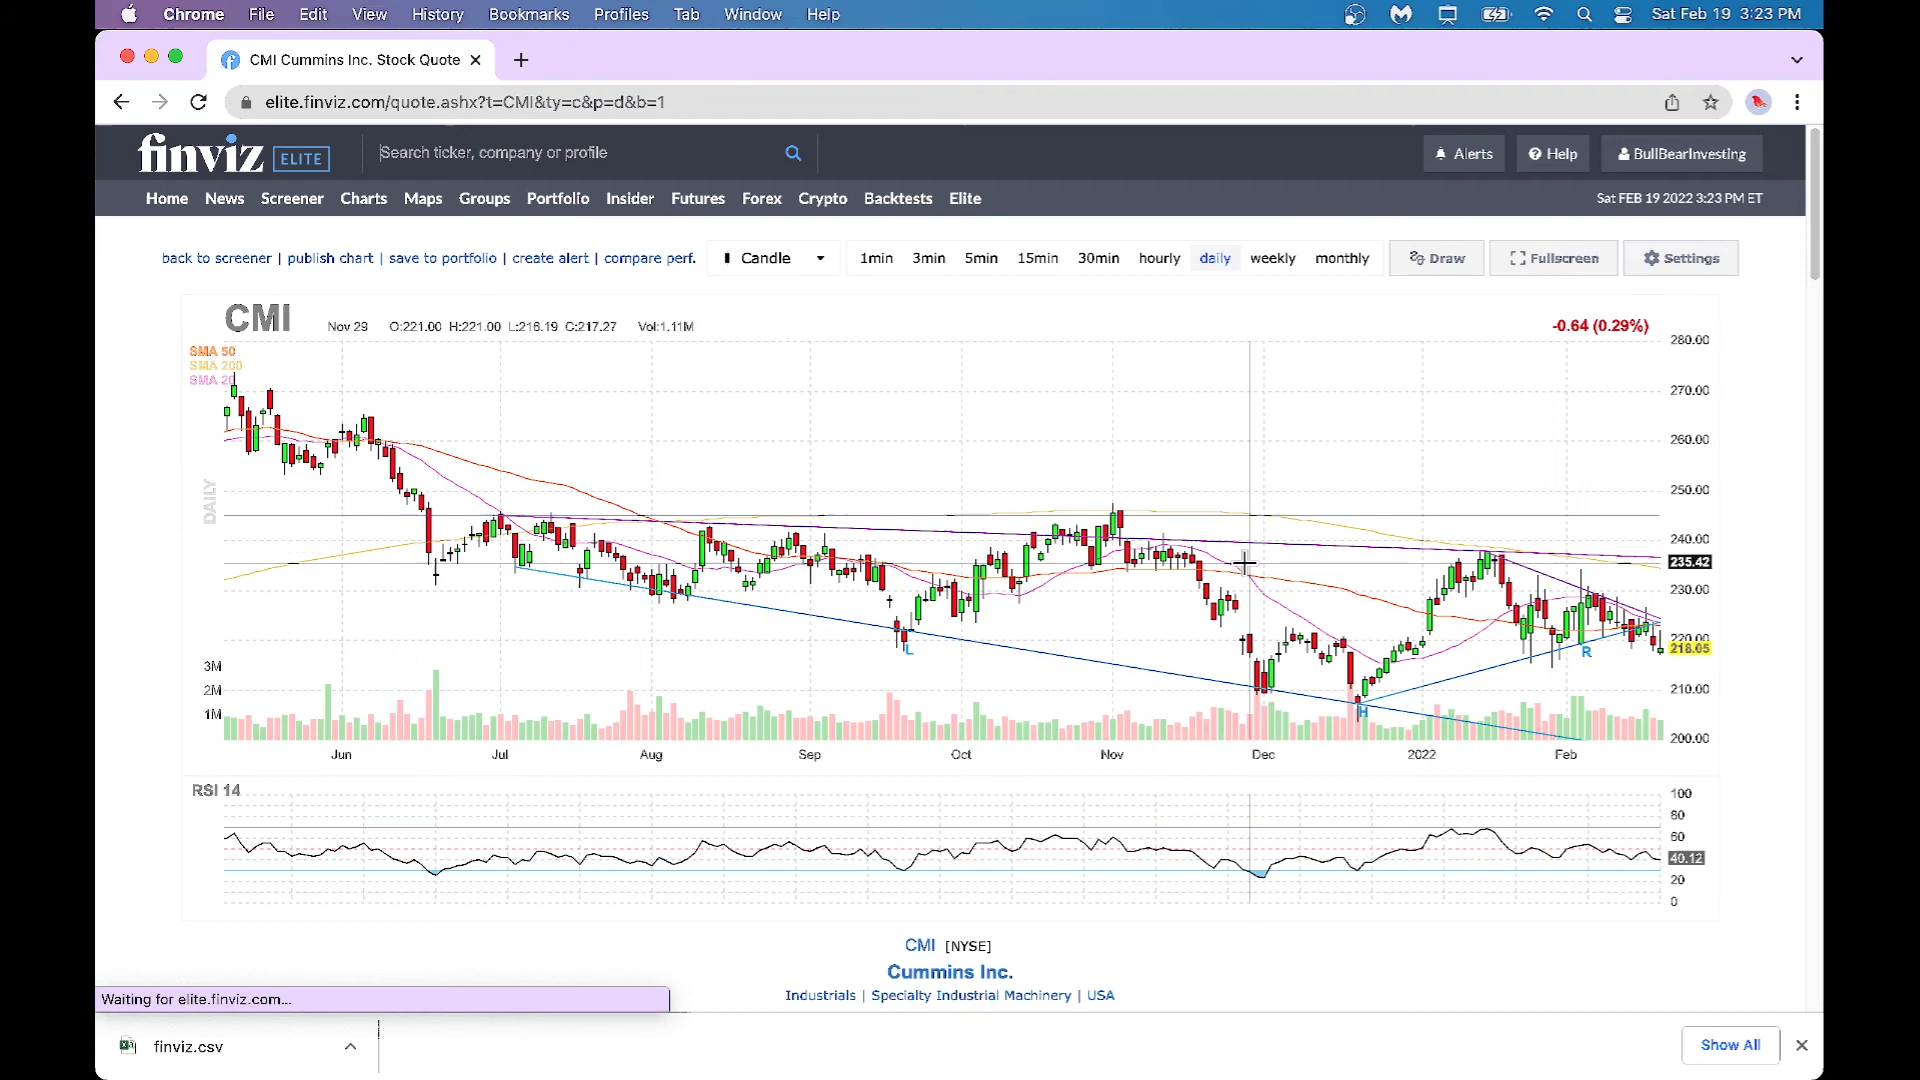 Chrome File Edit View History Bookmarks Profiles Tab Window Help Sat Feb 19 3:23 PM
CMI Cummins Inc. Stock Quote
elite.finviz.com/quote.ashx?t=CMI&ty=c&p=d&b=1
finviz ELITE Search ticker, company or profile Alerts Help BullBearInvesting
Home News Screener Charts Maps Groups Portfolio Insider Futures Forex Crypto Backtests Elite Sat FEB 19 2022 3:23 PM ET
back to screener | publish chart | save to portfolio | create alert | compare perf. Candle 1min 3min 5min 15min 30min hourly daily weekly monthly Draw Fullscreen Settings
CMI Nov 29 O:221.00 H:221.00 L:216.19 C:217.27 Vol:1.11M -0.64 (0.29%)
280.00
SMA 50
SMA 200
SMA 20
270.00
260.00
250.00
DAILY
240.00
235.42
230.00
220.00
L
R
218.05
3M
2M
210.00
H
1M
200.00
Jun Jul Aug Sep Oct Nov Dec 2022 Feb
RSI 14
100
80
60
40.12
20
0
CMI [NYSE]
Cummins Inc.
Industrials | Specialty Industrial Machinery | USA
Waiting for elite.finviz.com...
finviz.csv Show All